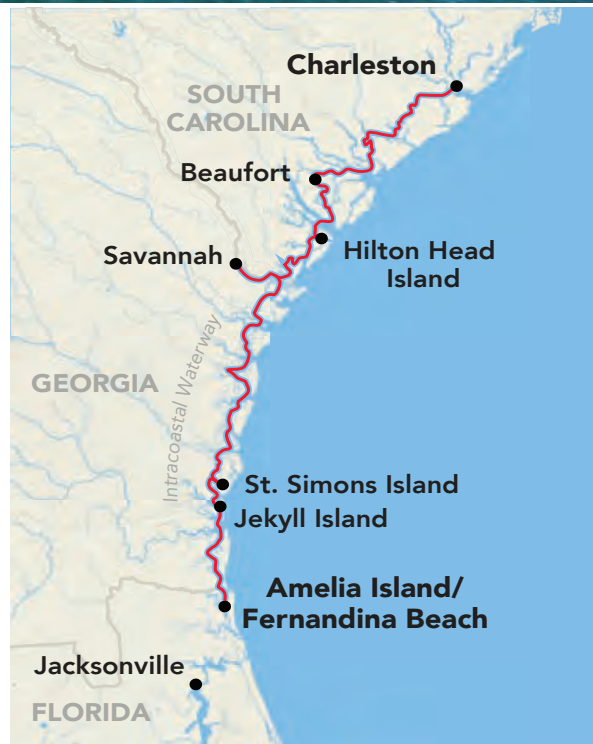 Charleston
SOUTH
CAROLINA
Beaufort
Hilton Head
Island
Savannah
Intracoastal Waterway
GEORGIA
St. Simons Island
Jekyll Island
Amelia Island/
Fernandina Beach
Jacksonville
FLORIDA